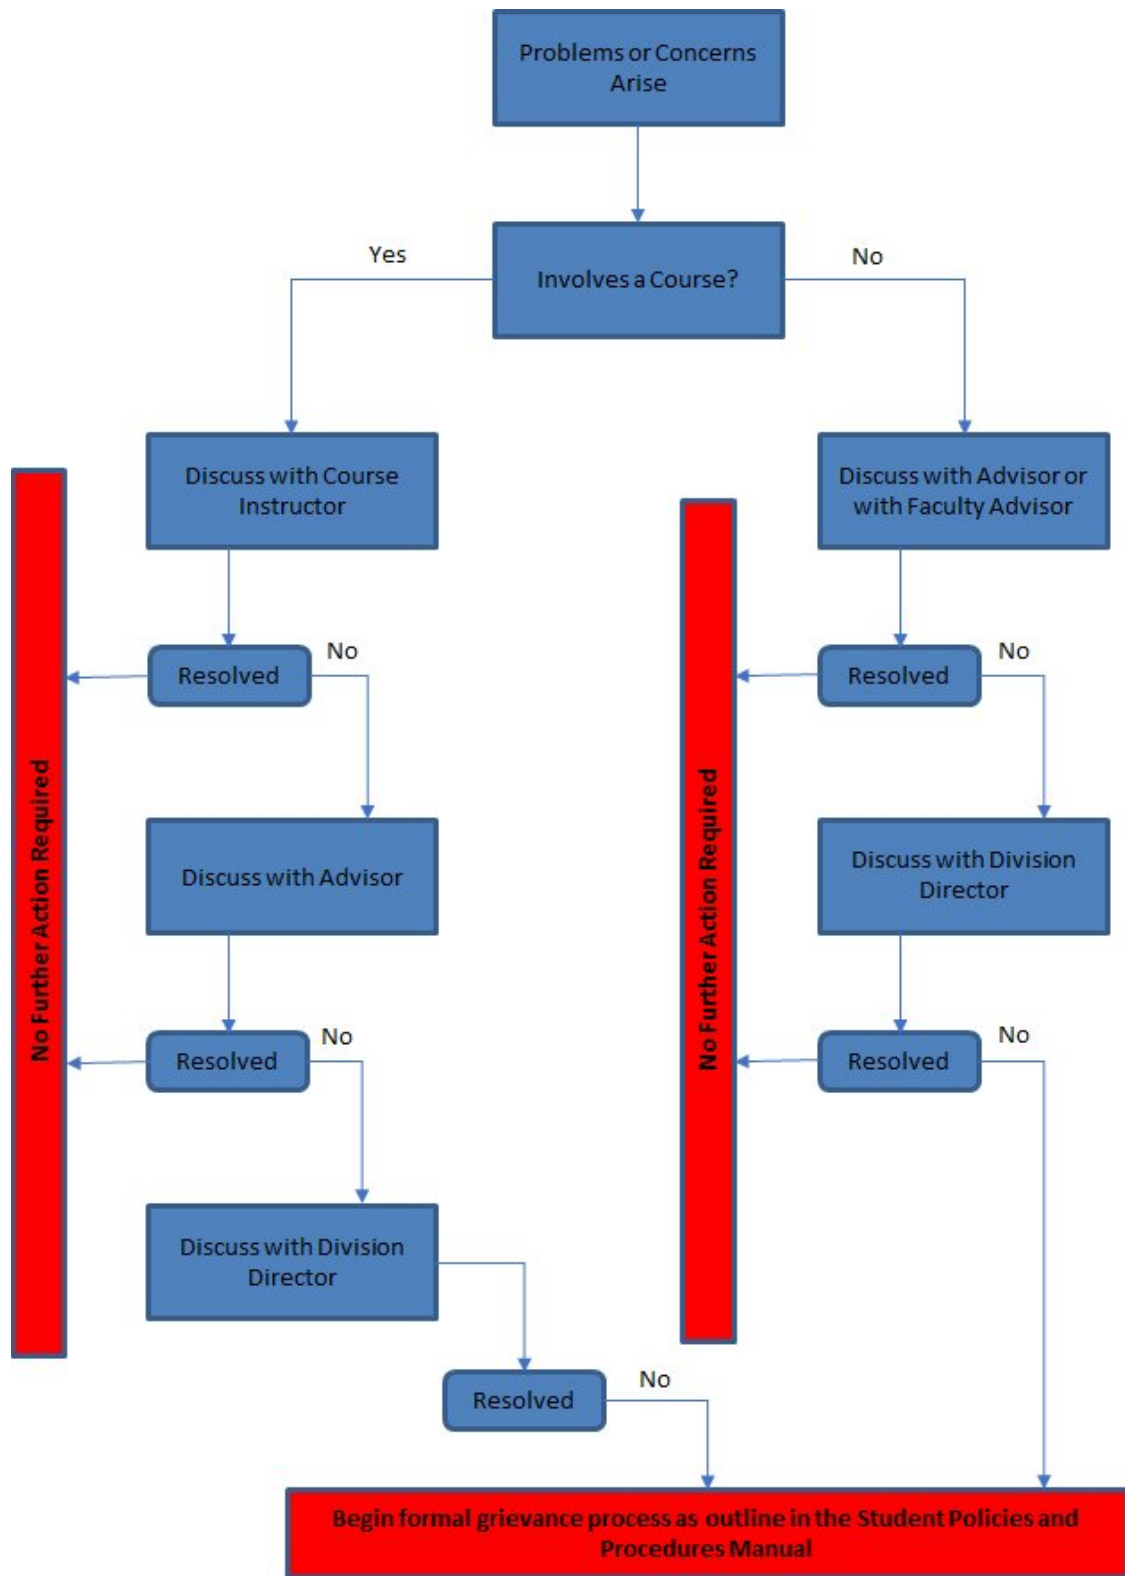 Problems or Concerns
Arise
Involves a Course?
Yes
No
Discuss with Course
Instructor
Discuss with Advisor or
with Faculty Advisor
Resolved
No
Resolved
No
No Further Action Required
No Further Action Required
Discuss with Advisor
Discuss with Division
Director
Resolved
No
Resolved
No
Discuss with Division
Director
Resolved
No
Begin formal grievance process as outline in the Student Policies and
Procedures Manual